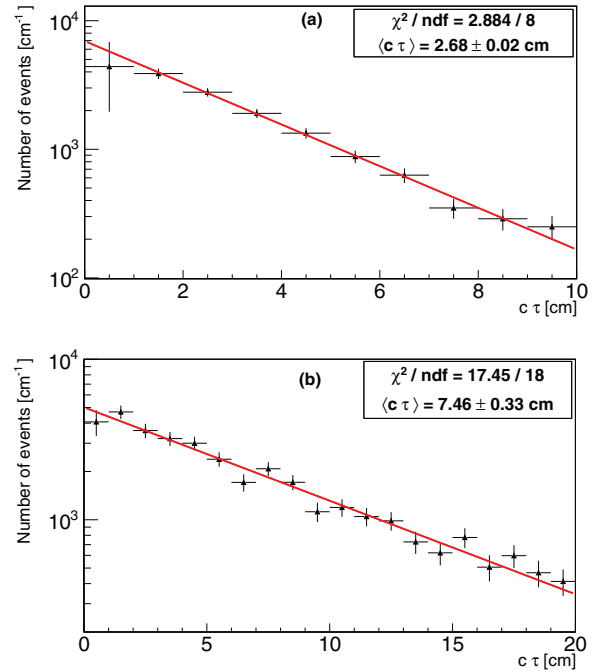 (a)
χ² / ndf = 2.884 / 8
⟨c τ⟩ = 2.68 ± 0.02 cm
Number of events [cm⁻¹]
10⁴
10³
10²
0 2 4 6 8 10
c τ [cm]
(b)
χ² / ndf = 17.45 / 18
⟨c τ⟩ = 7.46 ± 0.33 cm
Number of events [cm⁻¹]
10⁴
10³
0 5 10 15 20
c τ [cm]